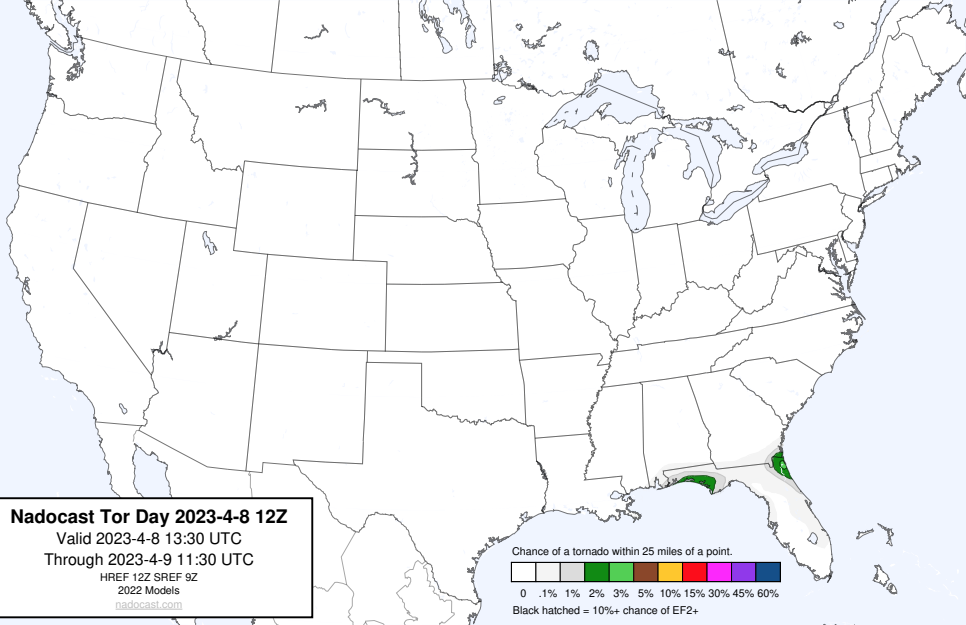 Nadocast Tor Day 2023-4-8 12Z
Valid 2023-4-8 13:30 UTC
Through 2023-4-9 11:30 UTC
HREF 12Z SREF 9Z
2022 Models
nadocast.com
Chance of a tornado within 25 miles of a point.
0 .1% 1% 2% 3% 5% 10% 15% 30% 45% 60%
Black hatched = 10%+ chance of EF2+